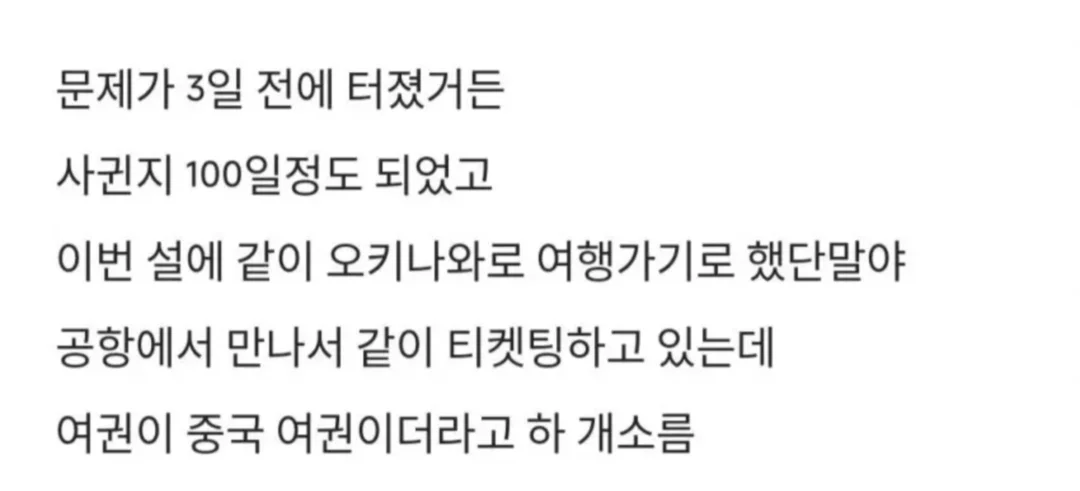 문제가 3일 전에 터졌거든
사귄지 100일정도 되었고
이번 설에 같이 오키나와로 여행가기로 했단말야
공항에서 만나서 같이 티켓팅하고 있는데
여권이 중국 여권이더라고 하 개소름